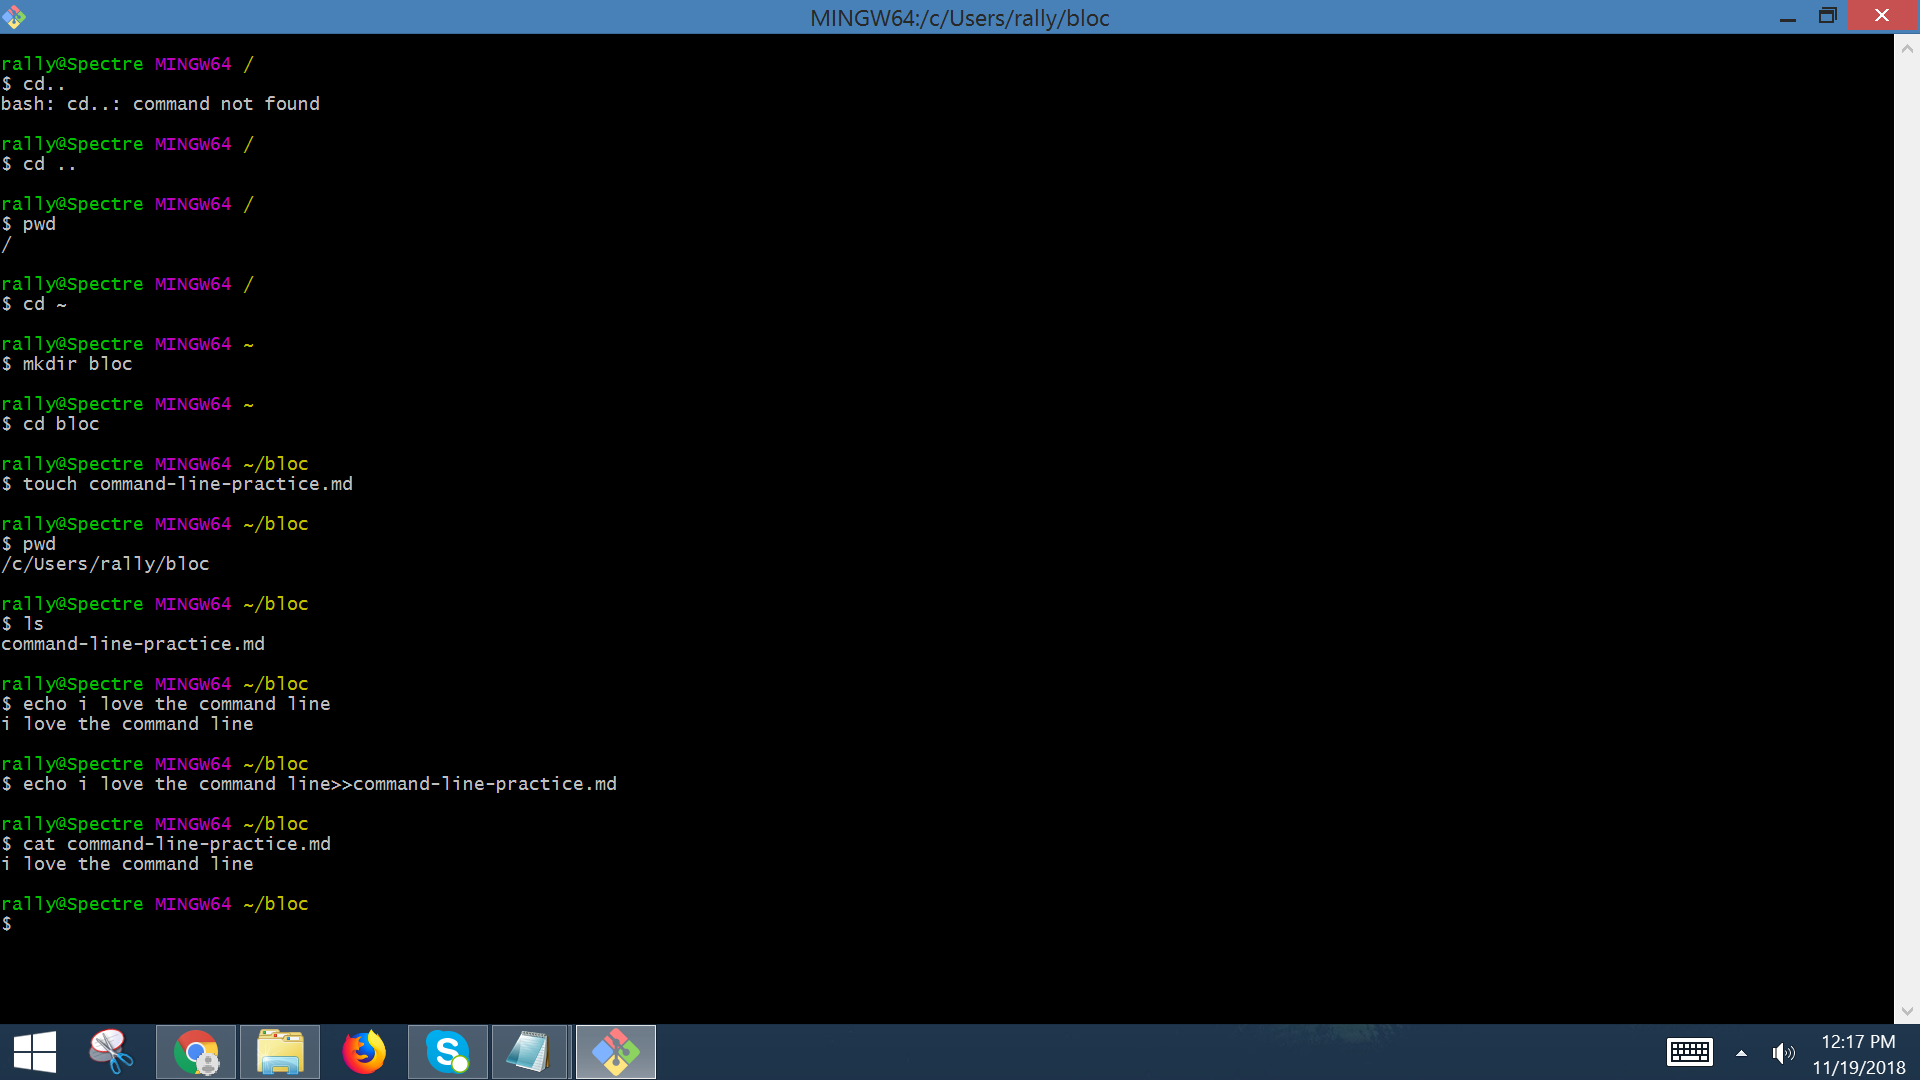 MINGW64:/c/Users/rally/bloc
rally@Spectre MINGW64 /
$ cd..
bash: cd..: command not found
rally@Spectre MINGW64 /
$ cd ..
rally@Spectre MINGW64 /
$ pwd
/
rally@Spectre MINGW64 /
$ cd ~
rally@Spectre MINGW64 ~
$ mkdir bloc
rally@Spectre MINGW64 ~
$ cd bloc
rally@Spectre MINGW64 ~/bloc
$ touch command-line-practice.md
rally@Spectre MINGW64 ~/bloc
$ pwd
/c/Users/rally/bloc
rally@Spectre MINGW64 ~/bloc
$ ls
command-line-practice.md
rally@Spectre MINGW64 ~/bloc
$ echo i love the command line
i love the command line
rally@Spectre MINGW64 ~/bloc
$ echo i love the command line>>command-line-practice.md
rally@Spectre MINGW64 ~/bloc
$ cat command-line-practice.md
i love the command line
rally@Spectre MINGW64 ~/bloc
$
12:17 PM
11/19/2018